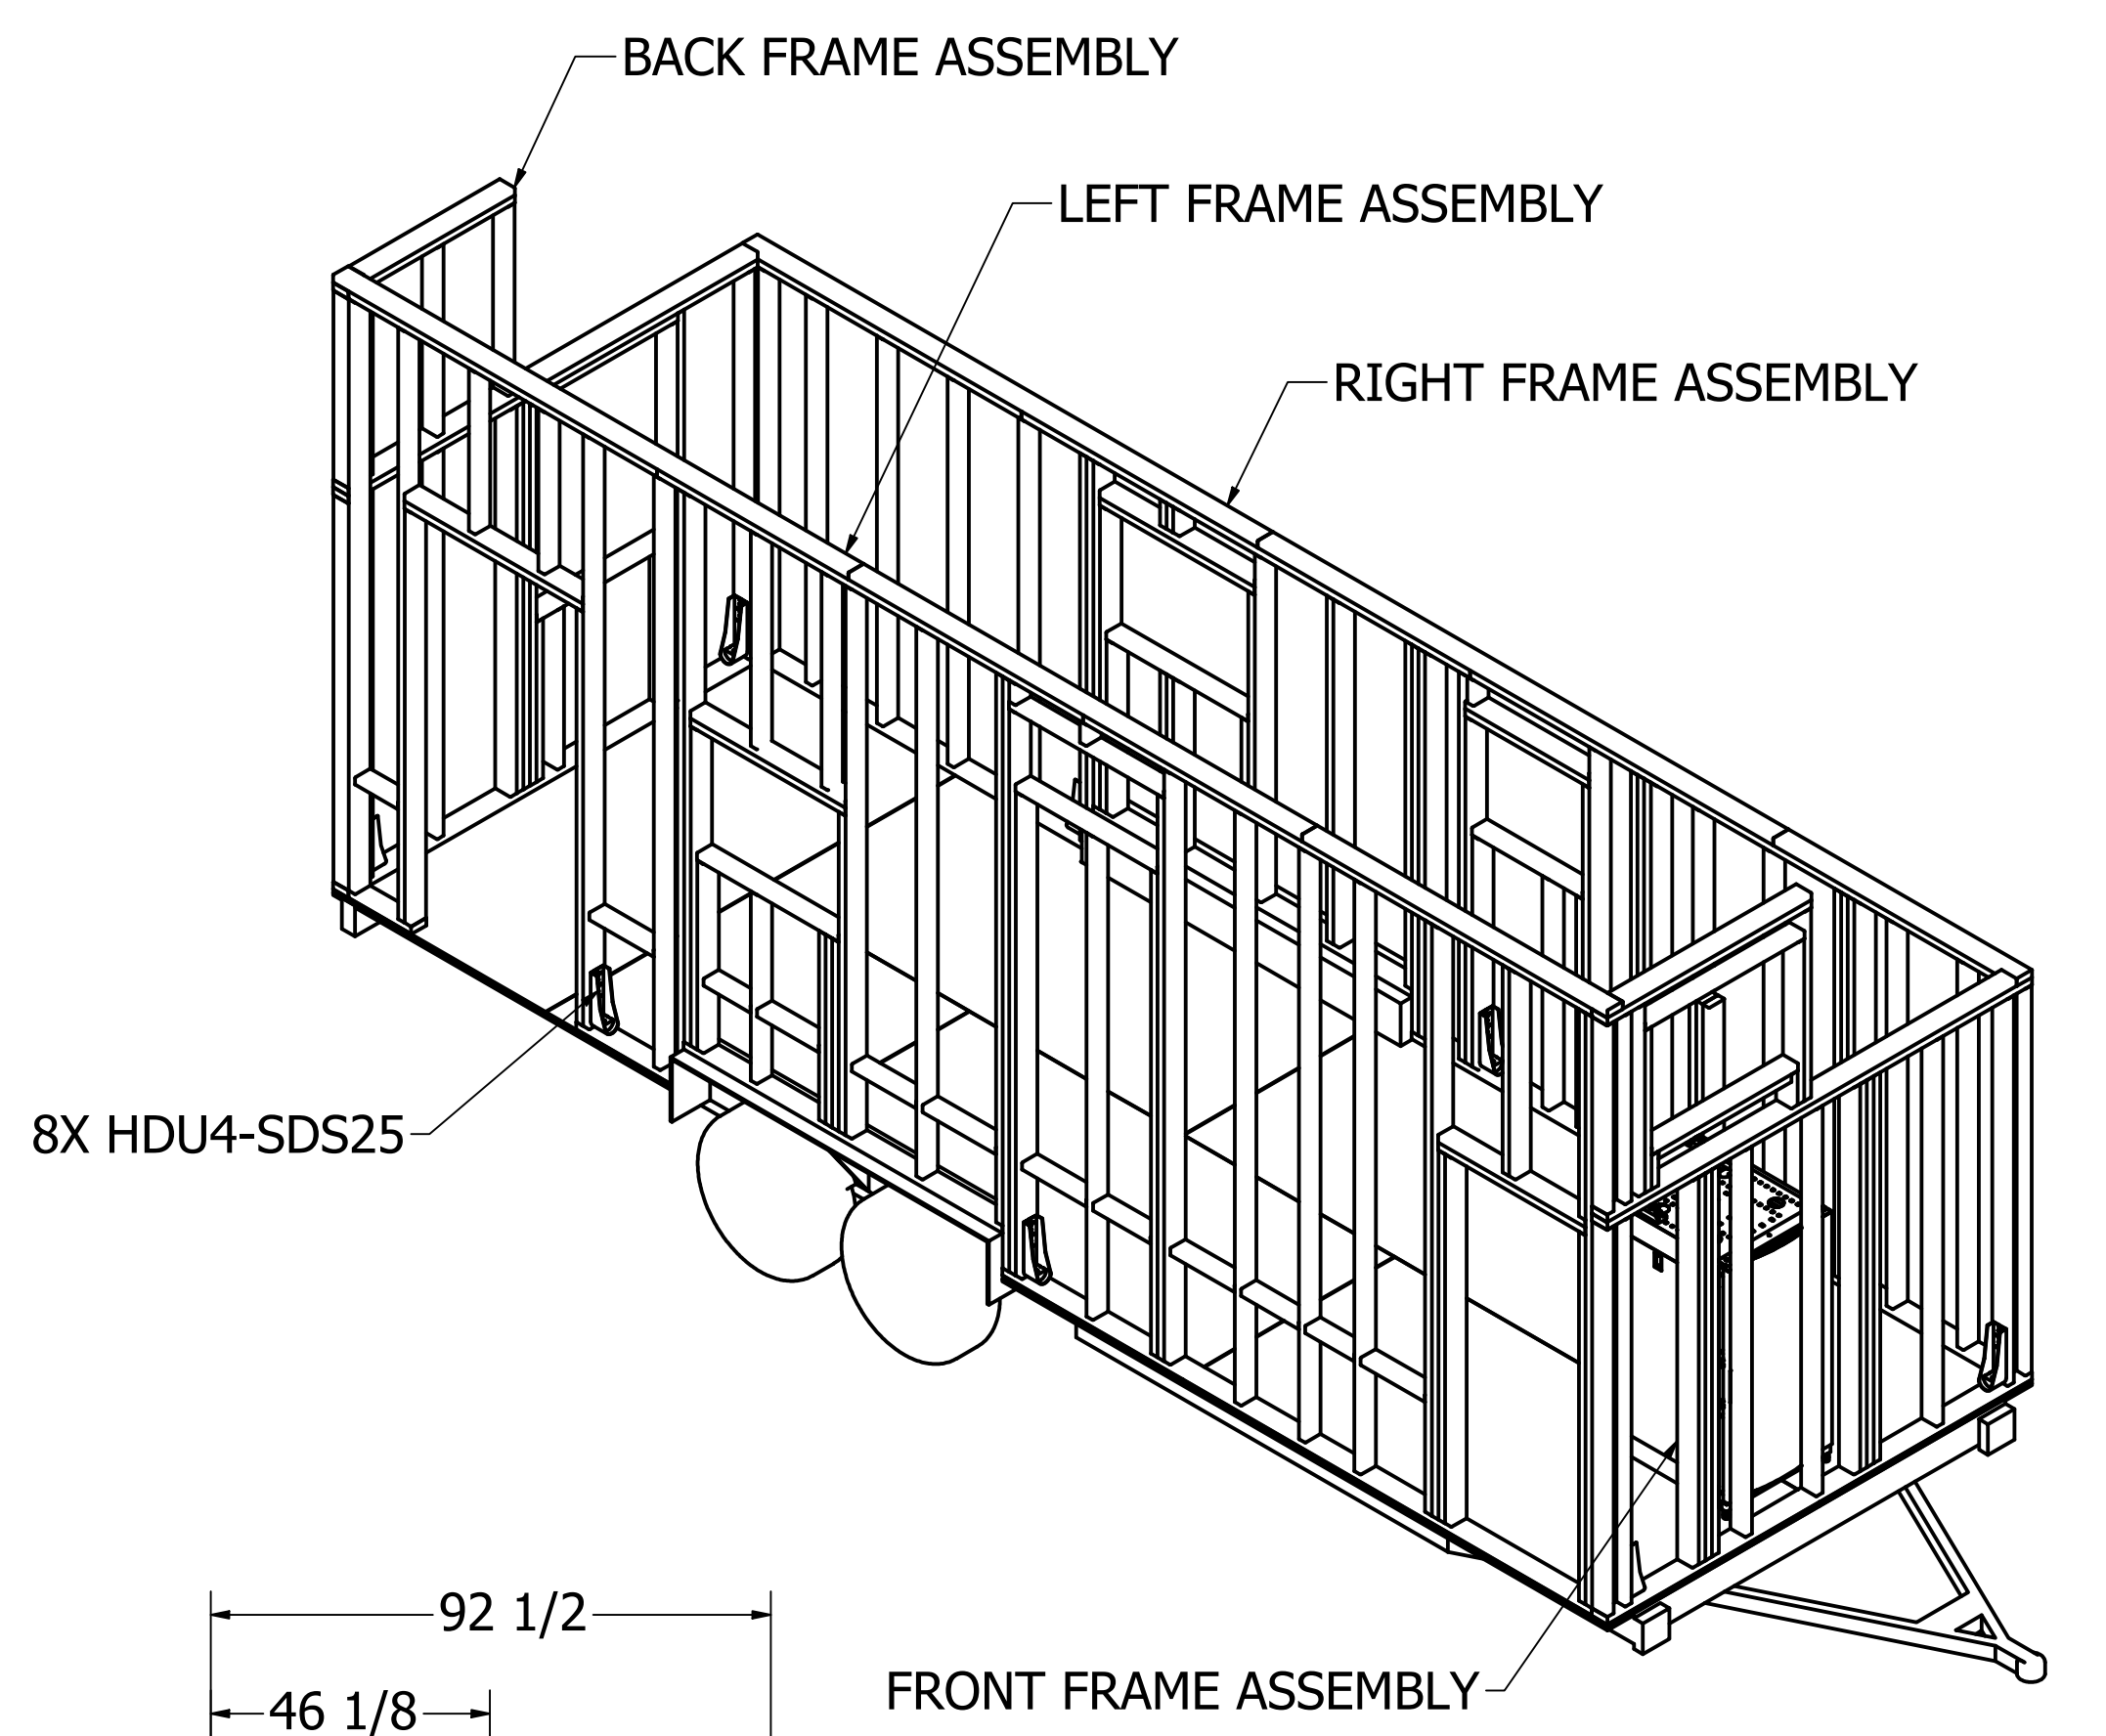 BACK FRAME ASSEMBLY
LEFT FRAME ASSEMBLY
RIGHT FRAME ASSEMBLY
8X HDU4-SDS25
92 1/2
FRONT FRAME ASSEMBLY
46 1/8